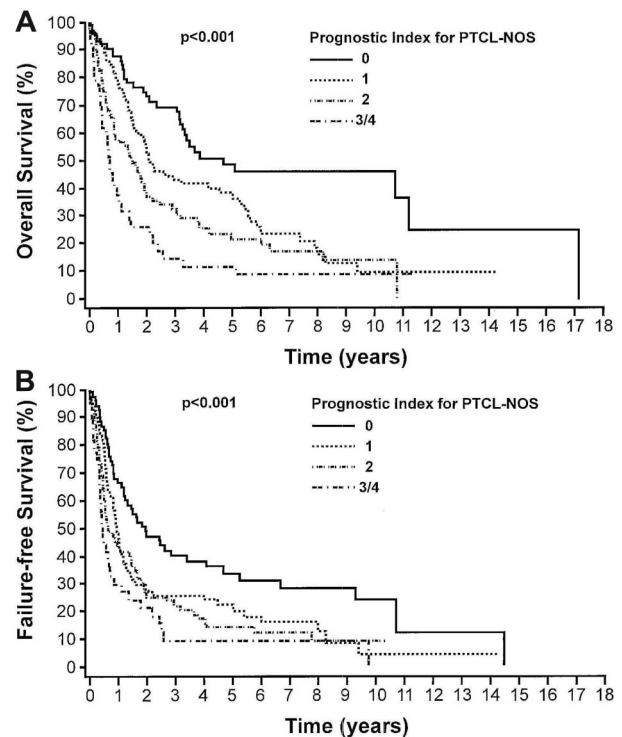 A
p<0.001
Prognostic Index for PTCL-NOS
0
1
2
3/4
Overall Survival (%)
100
90
80
70
60
50
40
30
20
10
0
0 1 2 3 4 5 6 7 8 9 10 11 12 13 14 15 16 17 18
Time (years)
B
p<0.001
Prognostic Index for PTCL-NOS
0
1
2
3/4
Failure-free Survival (%)
100
90
80
70
60
50
40
30
20
10
0
0 1 2 3 4 5 6 7 8 9 10 11 12 13 14 15 16 17 18
Time (years)